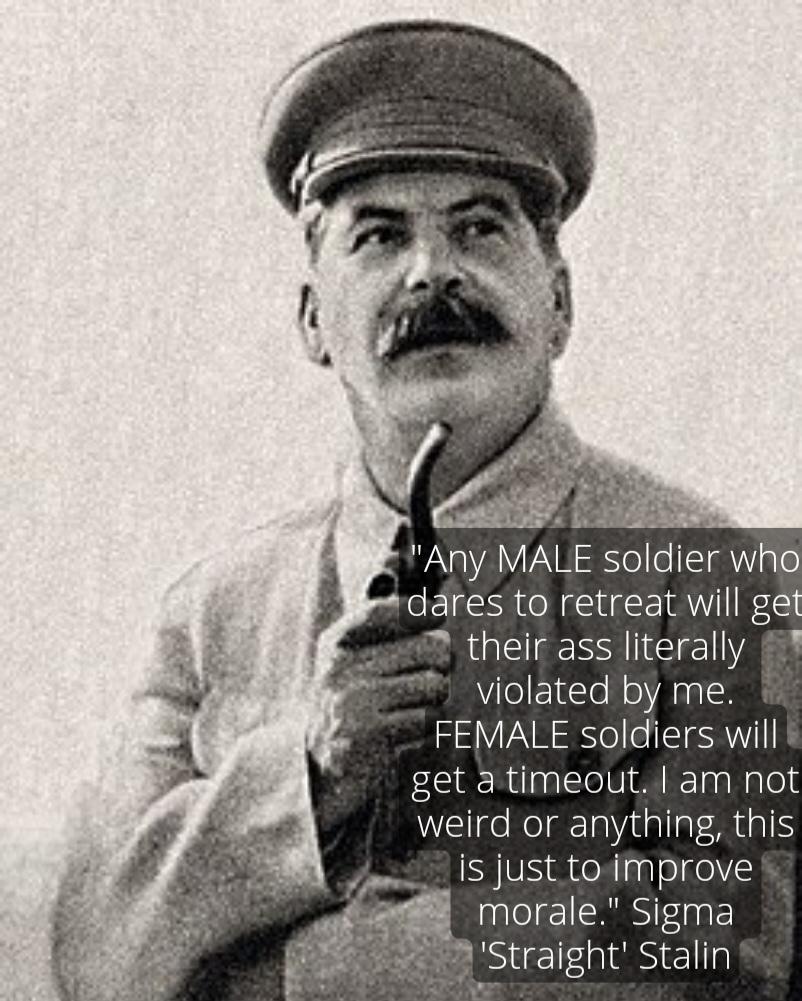 "Any MALE soldier who
dares to retreat will get
their ass literally
violated by me.
FEMALE soldiers will
get a timeout. I am not
weird or anything, this
is just to improve
morale." Sigma
'Straight' Stalin